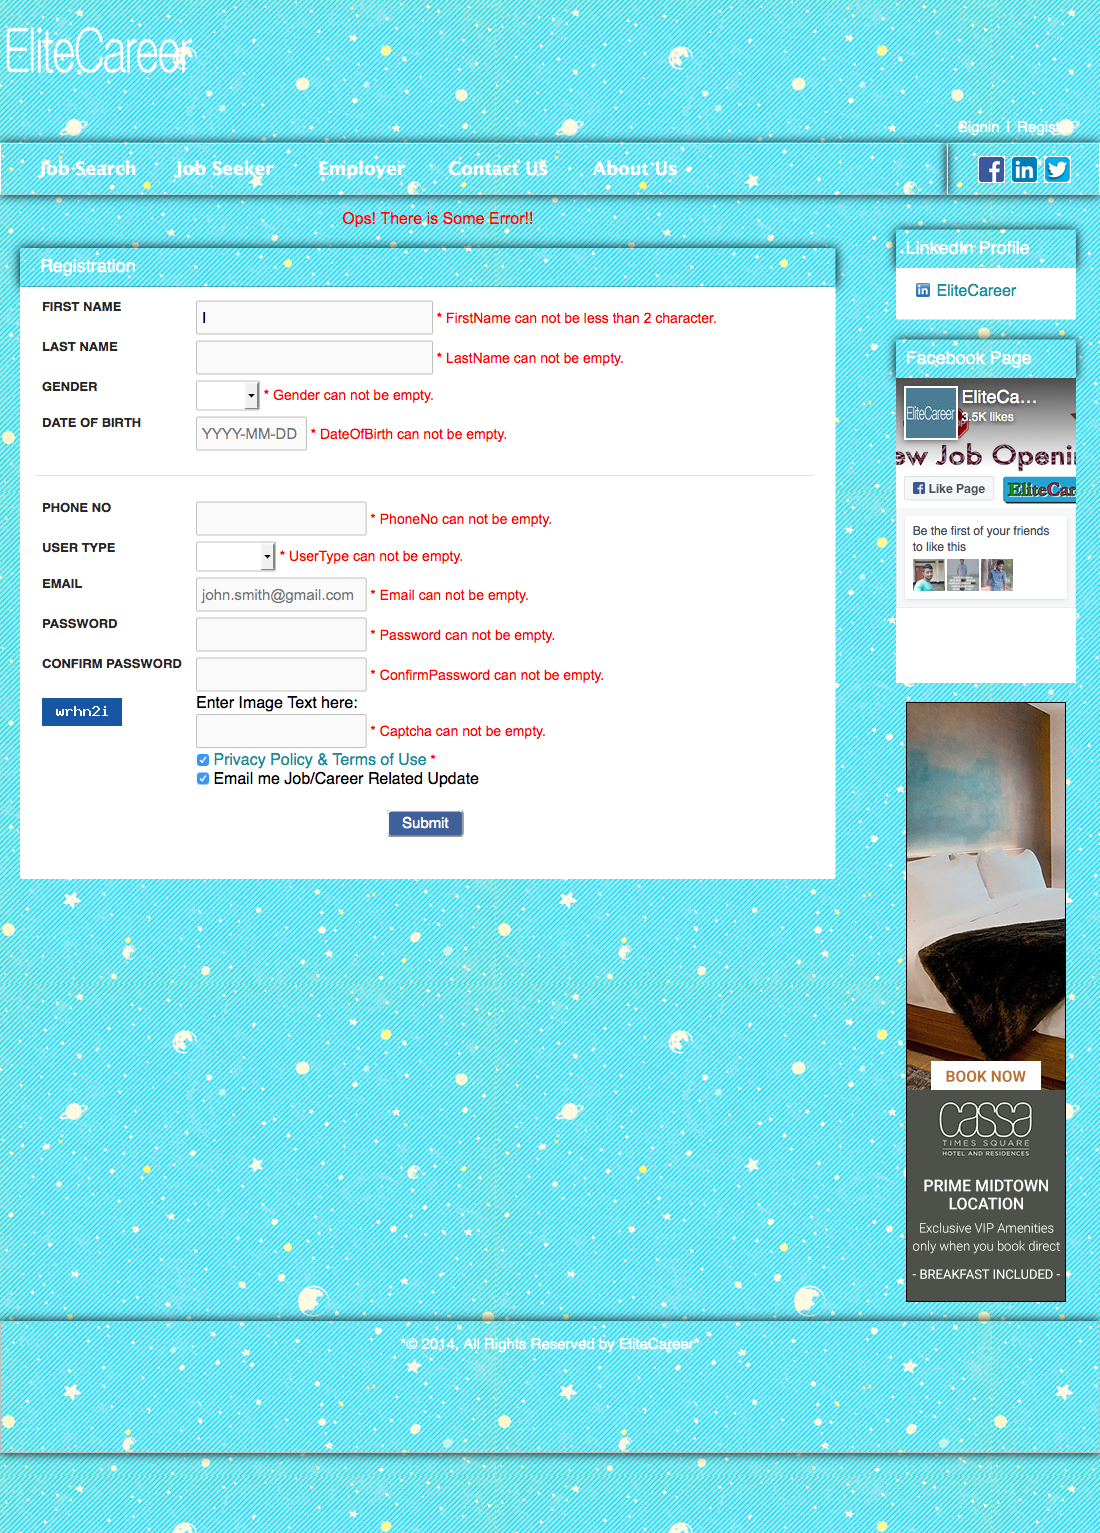 EliteCareer
Signin | Register
Job Search Job Seeker Employer Contact US About Us
Ops! There is Some Error!!
Registration
FIRST NAME
I
* FirstName can not be less than 2 character.
LAST NAME
* LastName can not be empty.
GENDER
* Gender can not be empty.
DATE OF BIRTH
YYYY-MM-DD
* DateOfBirth can not be empty.
PHONE NO
* PhoneNo can not be empty.
USER TYPE
* UserType can not be empty.
EMAIL
john.smith@gmail.com
* Email can not be empty.
PASSWORD
* Password can not be empty.
CONFIRM PASSWORD
* ConfirmPassword can not be empty.
wrhn2i
Enter Image Text here:
* Captcha can not be empty.
Privacy Policy & Terms of Use *
Email me Job/Career Related Update
Submit
LinkedIn Profile
EliteCareer
Facebook Page
EliteCareer
EliteCa...
3.5K likes
ew Job Openi
Like Page
EliteCar
Be the first of your friends
to like this
BOOK NOW
cassa
TIMES SQUARE
HOTEL AND RESIDENCES
PRIME MIDTOWN
LOCATION
Exclusive VIP Amenities
only when you book direct
- BREAKFAST INCLUDED -
*© 2014, All Rights Reserved by EliteCareer*